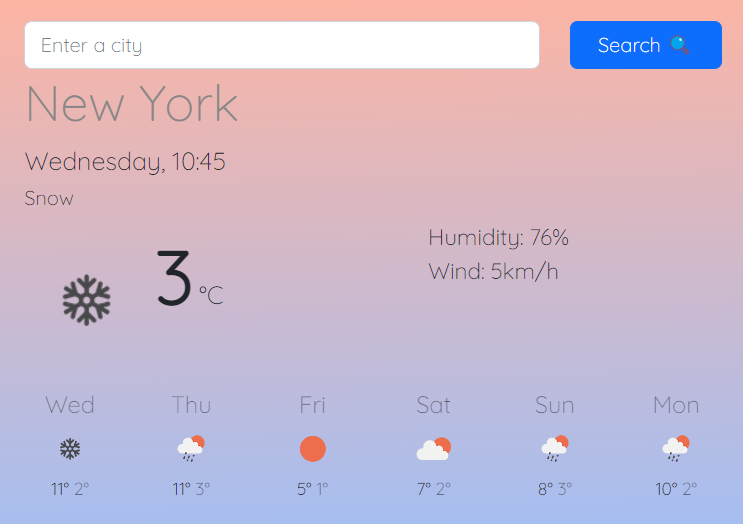 Enter a city
Search
New York
Wednesday, 10:45
Snow
Humidity: 76%
Wind: 5km/h
3 °C
Wed Thu Fri Sat Sun Mon
11° 2° 11° 3° 5° 1° 7° 2° 8° 3° 10° 2°